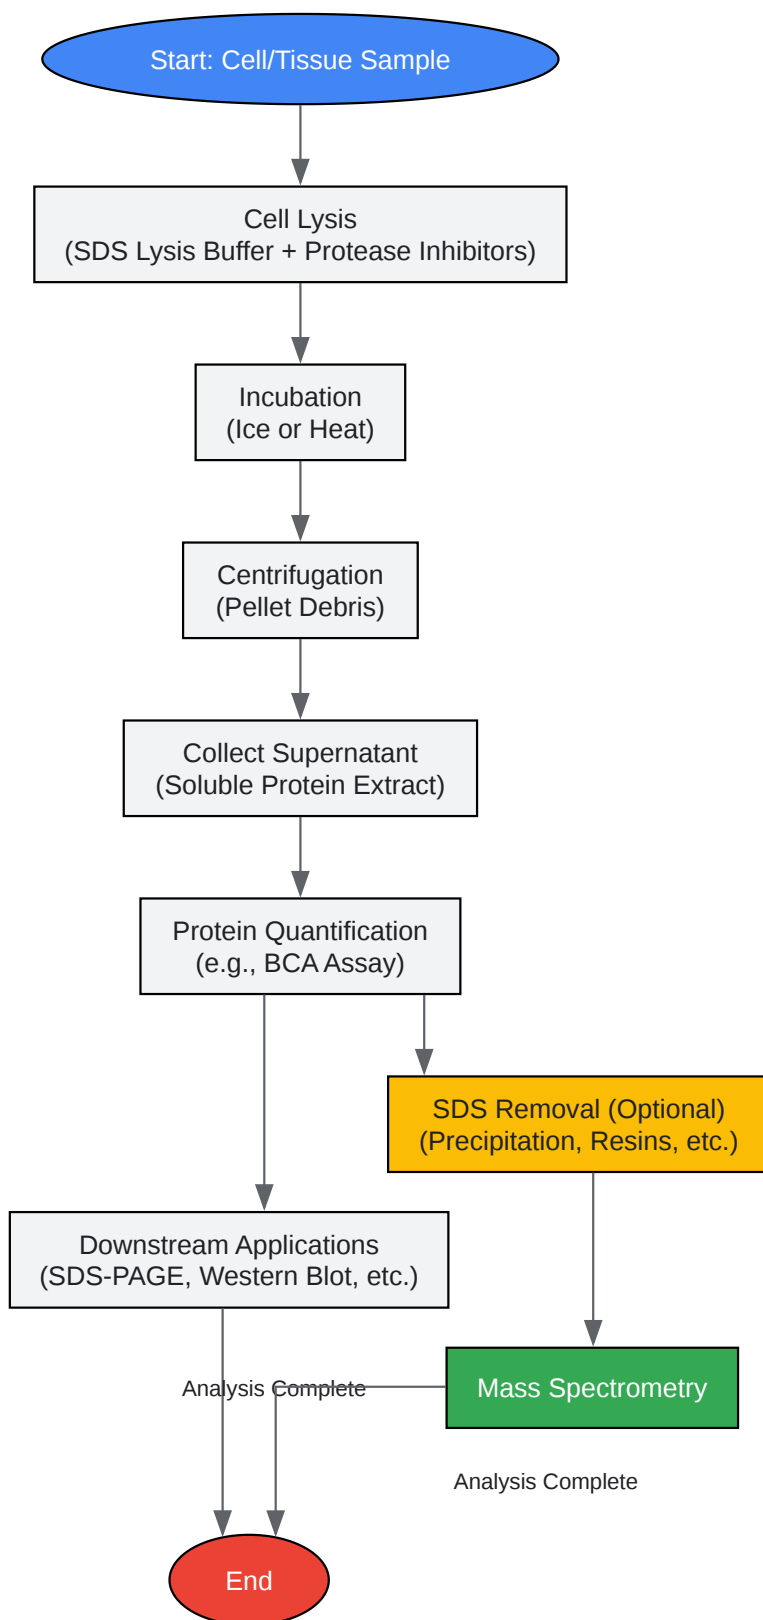 Start: Cell/Tissue Sample
Cell Lysis
(SDS Lysis Buffer + Protease Inhibitors)
Incubation
(Ice or Heat)
Centrifugation
(Pellet Debris)
Collect Supernatant
(Soluble Protein Extract)
Protein Quantification
(e.g., BCA Assay)
SDS Removal (Optional)
(Precipitation, Resins, etc.)
Downstream Applications
(SDS-PAGE, Western Blot, etc.)
Mass Spectrometry
Analysis Complete
Analysis Complete
End